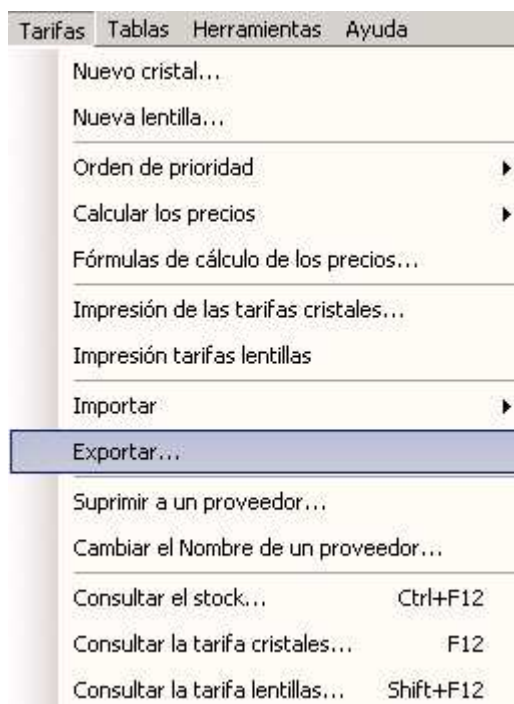 Tarifas Tablas Herramientas Ayuda
Nuevo cristal...
Nueva lentilla...
Orden de prioridad
Calcular los precios
Fórmulas de cálculo de los precios...
Impresión de las tarifas cristales...
Impresión tarifas lentillas
Importar
Exportar...
Suprimir a un proveedor...
Cambiar el Nombre de un proveedor...
Consultar el stock... Ctrl+F12
Consultar la tarifa cristales... F12
Consultar la tarifa lentillas... Shift+F12